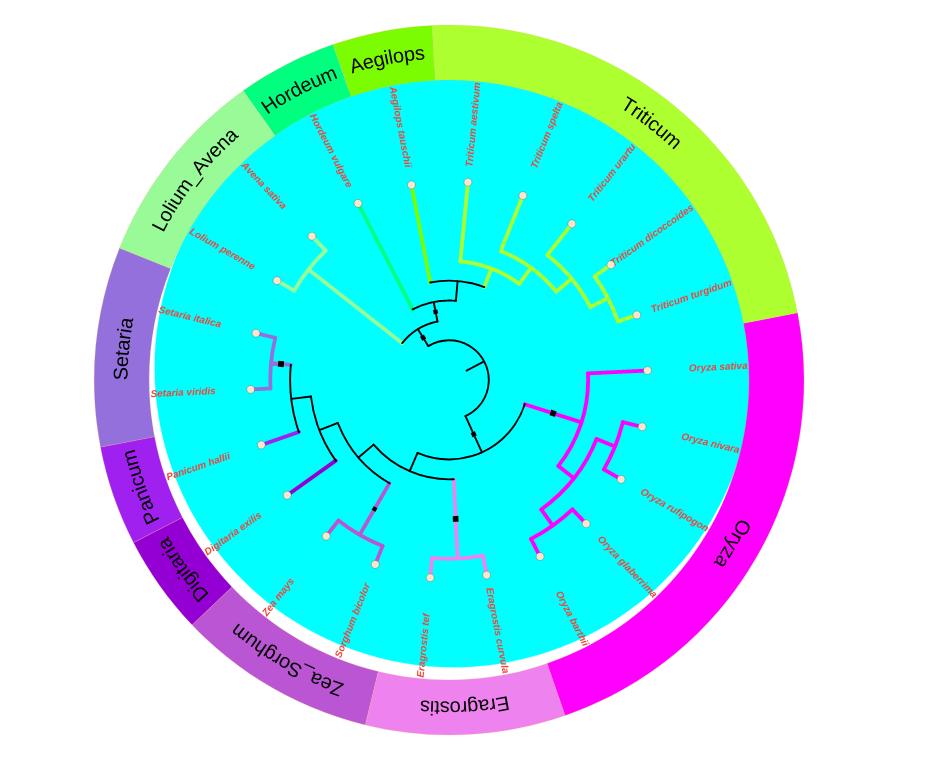 Aegilops
Triticum
Oryza
Eragrostis
Zea_Sorghum
Digitaria
Panicum
Setaria
Lolium_Avena
Hordeum
Aegilops tauschii
Triticum aestivum
Triticum spelta
Triticum urartu
Triticum dicoccoides
Triticum turgidum
Oryza sativa
Oryza nivara
Oryza rufipogon
Oryza glaberrima
Oryza barthii
Eragrostis curvula
Eragrostis tef
Sorghum bicolor
Zea mays
Digitaria exilis
Panicum hallii
Setaria viridis
Setaria italica
Lolium perenne
Avena sativa
Hordeum vulgare